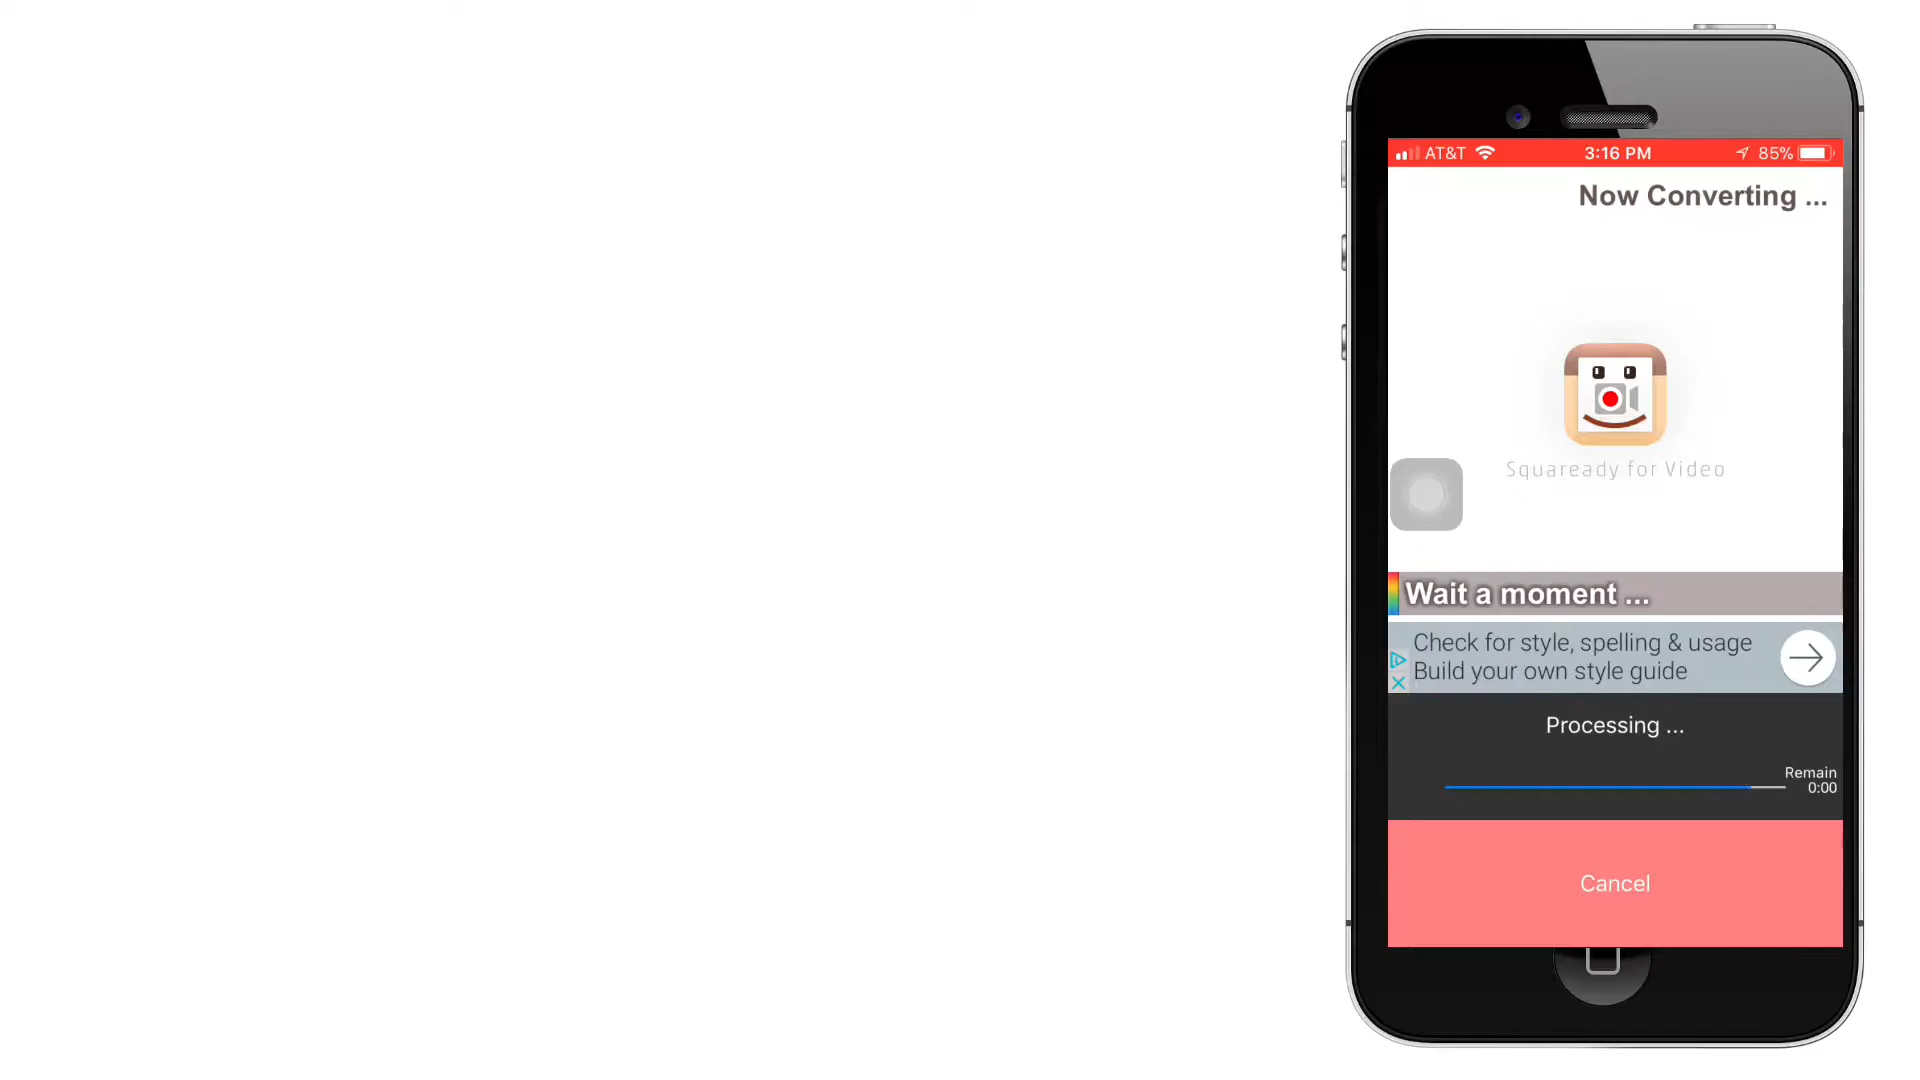 AT&T 3:16 PM 85%
Now Converting ...
Squaready for Video
Wait a moment ...
Check for style, spelling & usage
Build your own style guide
Processing ...
Remain
0:00
Cancel